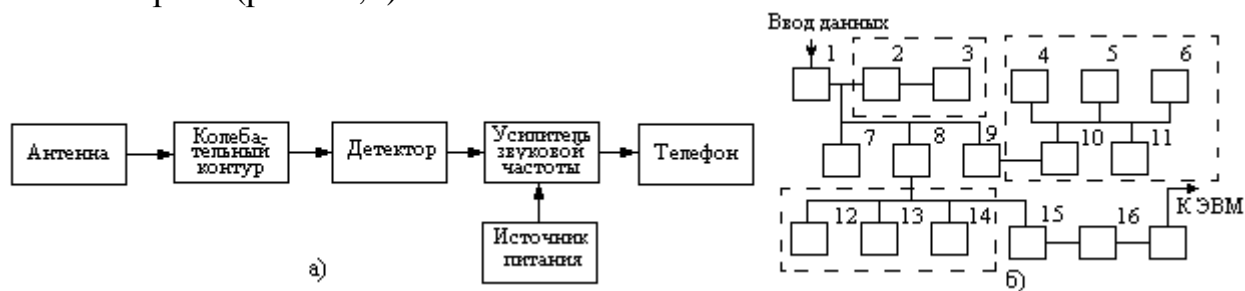 Ввод данных
1
2
3
4
5
6
Антенна
Колеба-
тельный
контур
Детектор
Усилитель
звуковой
частоты
Телефон
7
8
9
10
11
Источник
питания
12
13
14
15
16
К ЭВМ
а)
б)